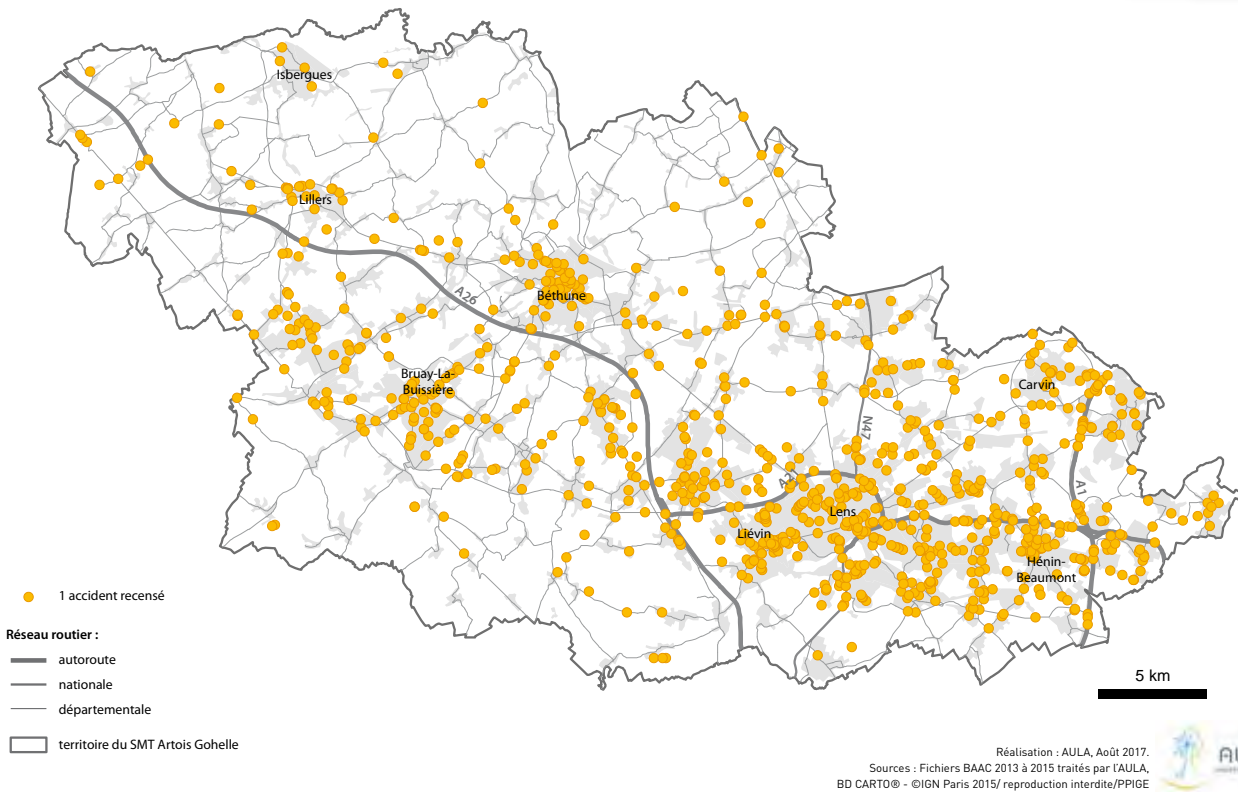 Isbergues
Lillers
A26
Béthune
Bruay-La-
Buissière
Carvin
N47
A21
A1
Lens
Liévin
Hénin-
Beaumont
1 accident recensé
Réseau routier :
autoroute
nationale
départementale
territoire du SMT Artois Gohelle
5 km
Réalisation : AULA, Août 2017.
Sources : Fichiers BAAC 2013 à 2015 traités par l'AULA,
BD CARTO® - ©IGN Paris 2015/ reproduction interdite/PPIGE